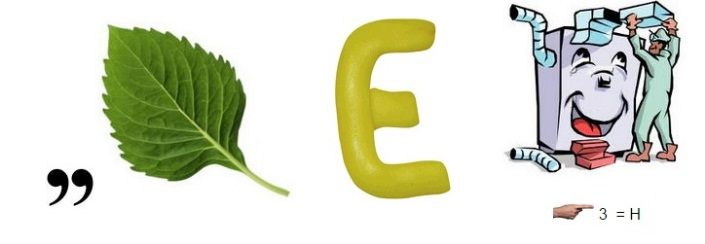 ,, E
3 = H